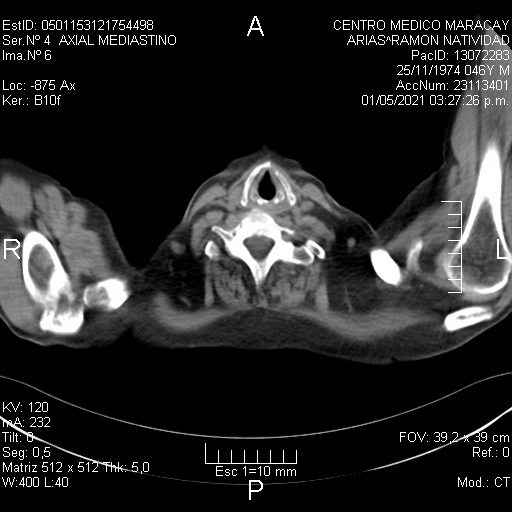 EstID: 0501153121754498
Ser.Nº 4 AXIAL MEDIASTINO
Ima.Nº 6
Loc: -875 Ax
Ker.: B10f
A
CENTRO MEDICO MARACAY
ARIAS^RAMON NATIVIDAD
PacID: 13072283
25/11/1974 046Y M
AccNum: 23113401
01/05/2021 03:27:26 p.m.
R
L
KV: 120
mA: 232
Tilt: 0
Seg: 0,5
Matriz 512 x 512 Thk: 5,0
W:400 L:40
Esc 1=10 mm
P
FOV: 39,2 x 39 cm
Ref.: 0
Mod.: CT